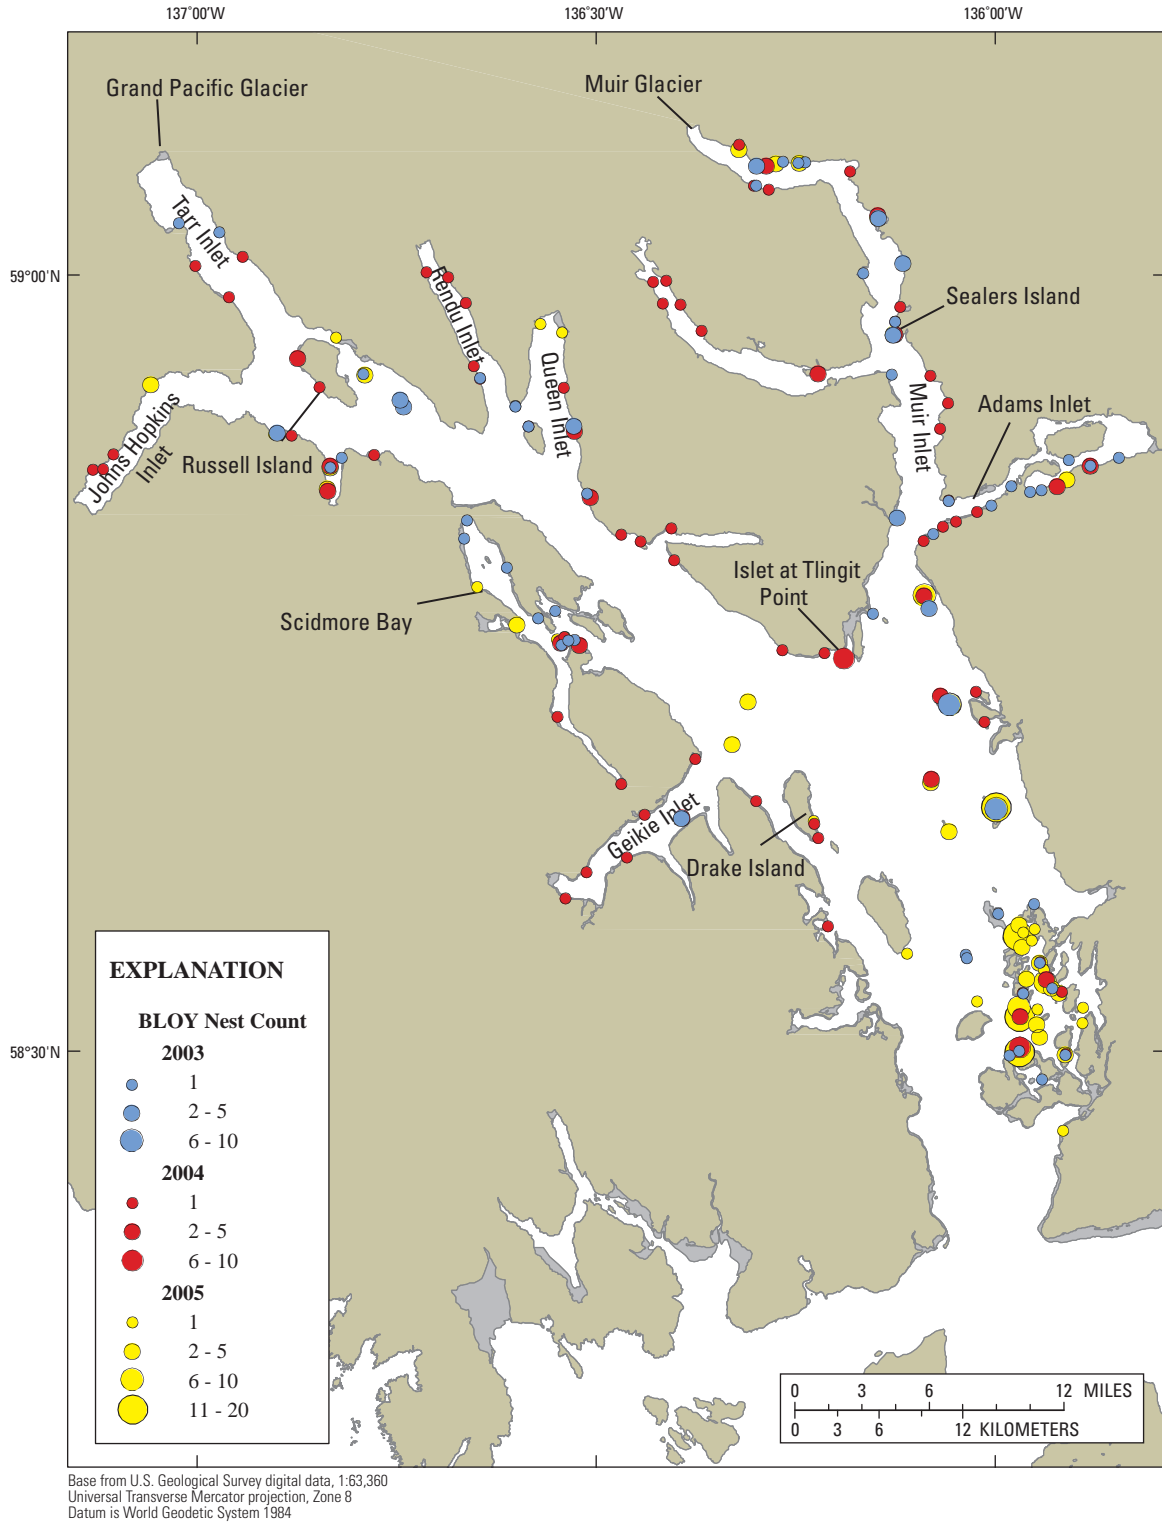 137°00'W
136°30'W
136°00'W
Grand Pacific Glacier
Muir Glacier
Tarr Inlet
59°00'N
Rendu Inlet
Sealers Island
Queen Inlet
Muir Inlet
Adams Inlet
Johns Hopkins
Inlet
Russell Island
Islet at Tlingit
Point
Scidmore Bay
Geikie Inlet
Drake Island
58°30'N
EXPLANATION
BLOY Nest Count
2003
1
2 - 5
6 - 10
2004
1
2 - 5
6 - 10
2005
1
2 - 5
6 - 10
11 - 20
0 3 6 12 MILES
0 3 6 12 KILOMETERS
Base from U.S. Geological Survey digital data, 1:63,360
Universal Transverse Mercator projection, Zone 8
Datum is World Geodetic System 1984